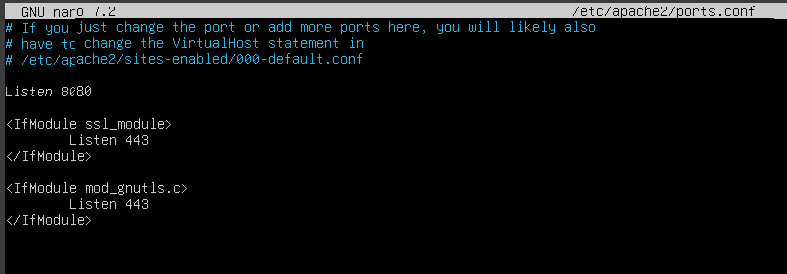 GNU nano 7.2 /etc/apache2/ports.conf
# If you just change the port or add more ports here, you will likely also
# have to change the VirtualHost statement in
# /etc/apache2/sites-enabled/000-default.conf
Listen 8080
<IfModule ssl_module>
Listen 443
</IfModule>
<IfModule mod_gnutls.c>
Listen 443
</IfModule>